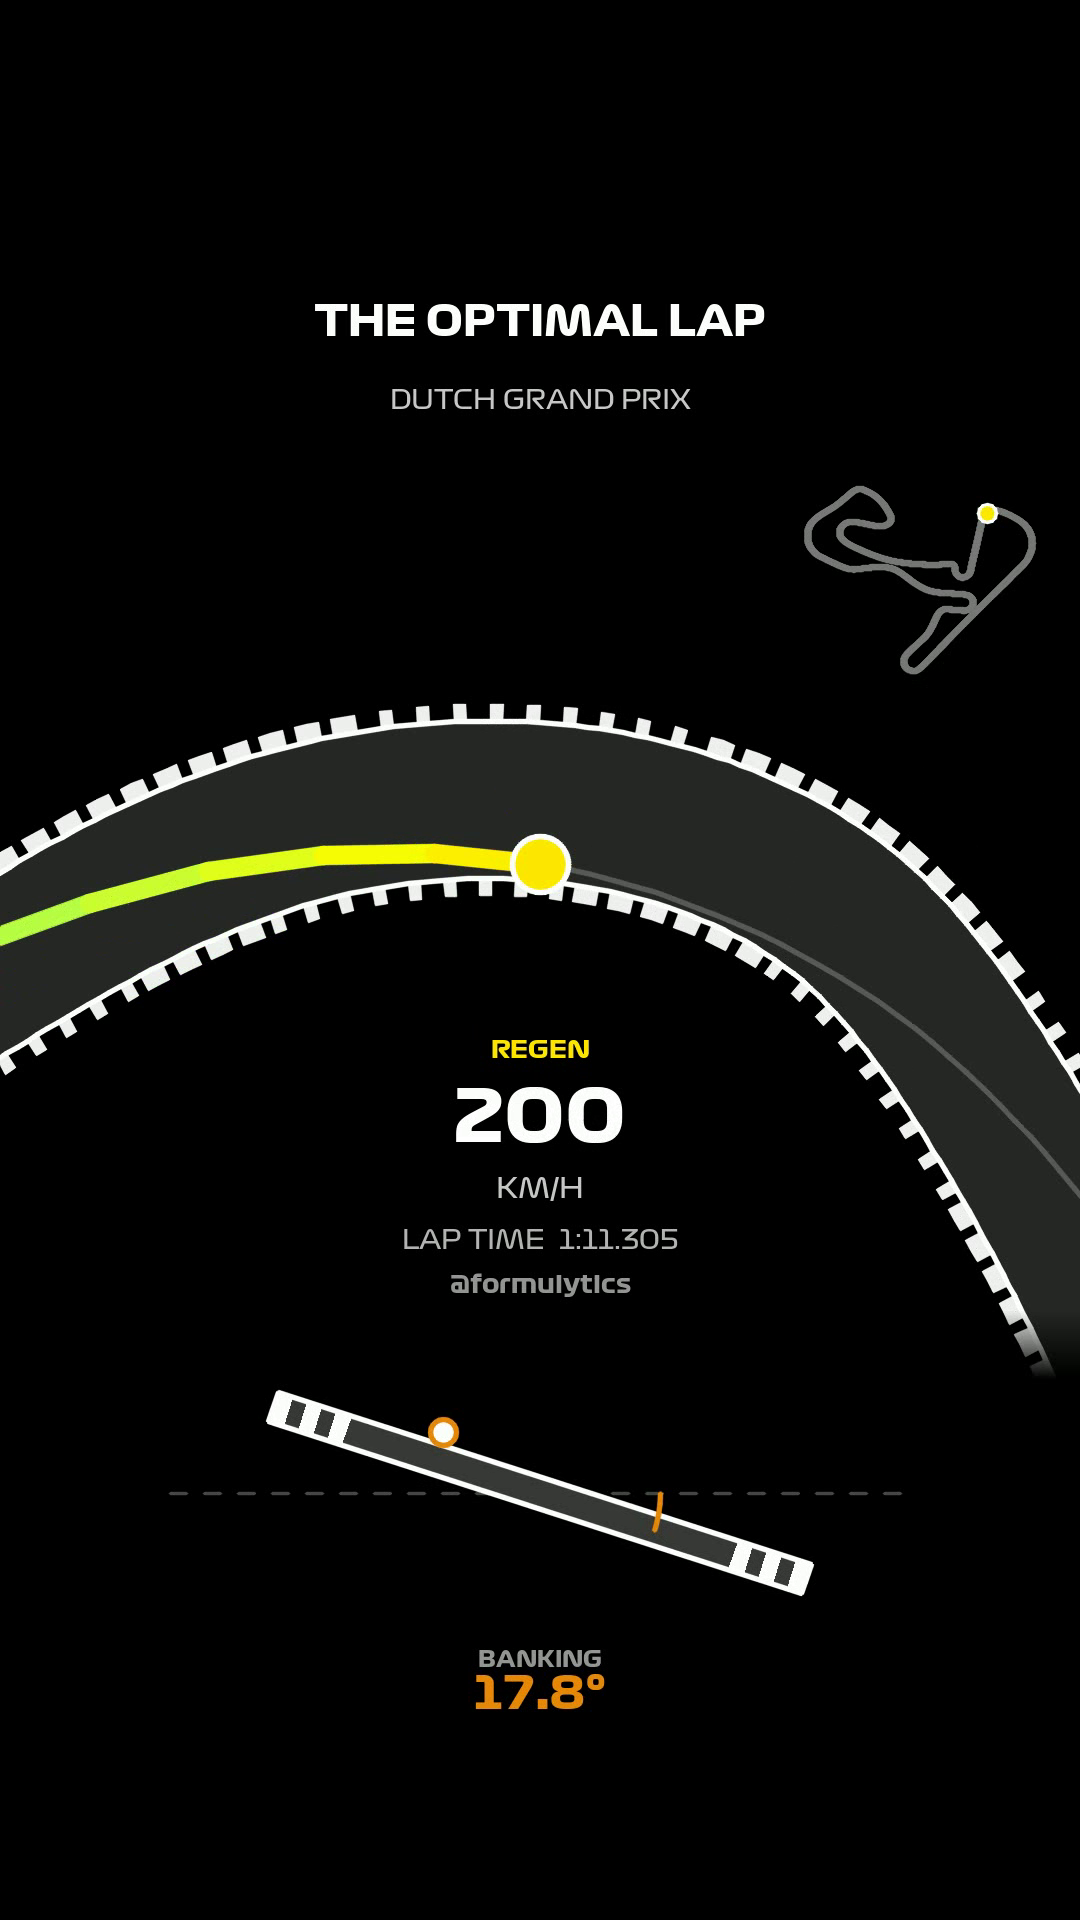 THE OPTIMAL LAP
DUTCH GRAND PRIX
REGEN
200
KM/H
LAP TIME 1:11.305
@formulytics
BANKING
17.8°